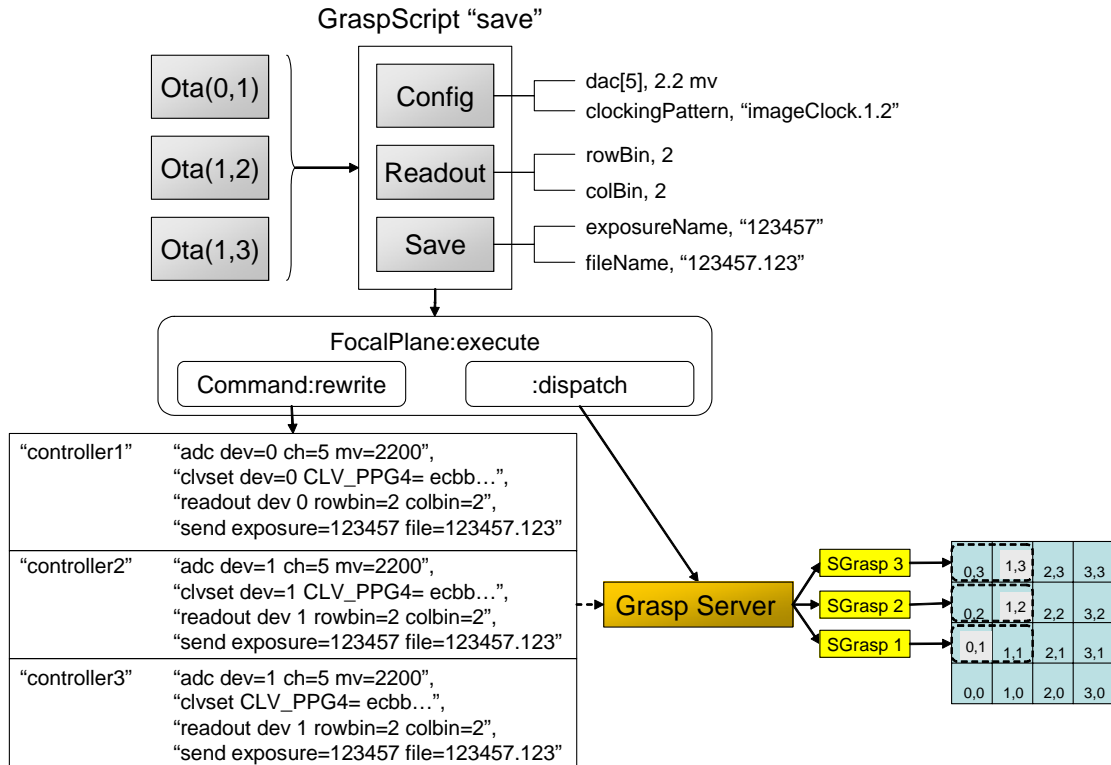 GraspScript “save”
Ota(0,1)
Ota(1,2)
Ota(1,3)
Config
Readout
Save
dac[5], 2.2 mv
clockingPattern, “imageClock.1.2”
rowBin, 2
colBin, 2
exposureName, “123457”
fileName, “123457.123”
FocalPlane:execute
Command:rewrite
:dispatch
“controller1” “adc dev=0 ch=5 mv=2200”,
“clvset dev=0 CLV_PPG4= ecbb…”,
“readout dev 0 rowbin=2 colbin=2”,
“send exposure=123457 file=123457.123”
“controller2” “adc dev=1 ch=5 mv=2200”,
“clvset dev=1 CLV_PPG4= ecbb…”,
“readout dev 1 rowbin=2 colbin=2”,
“send exposure=123457 file=123457.123”
“controller3” “adc dev=1 ch=5 mv=2200”,
“clvset CLV_PPG4= ecbb…”,
“readout dev 1 rowbin=2 colbin=2”,
“send exposure=123457 file=123457.123”
Grasp Server
SGrasp 3
SGrasp 2
SGrasp 1
0,3 1,3 2,3 3,3
0,2 1,2 2,2 3,2
0,1 1,1 2,1 3,1
0,0 1,0 2,0 3,0